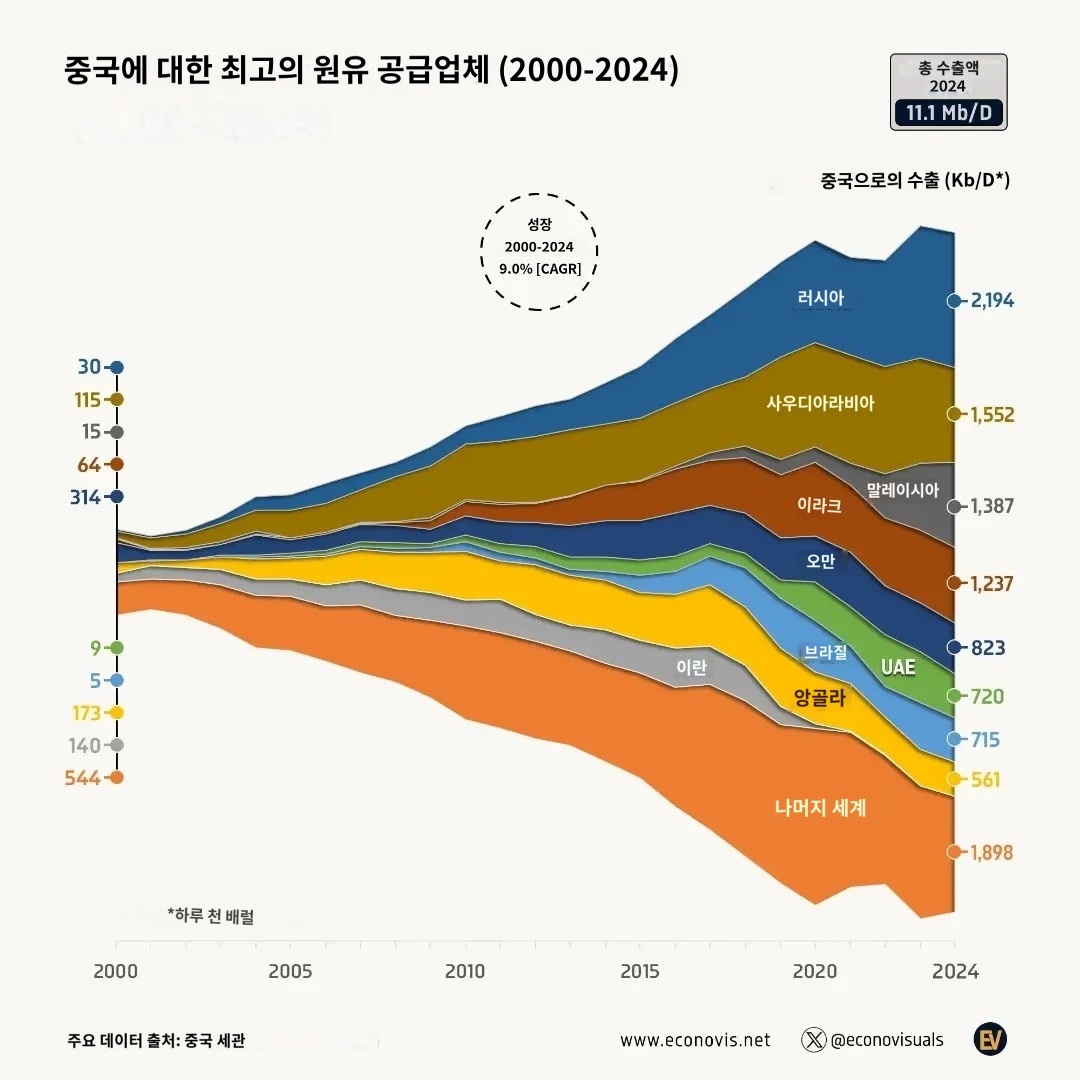 중국에 대한 최고의 원유 공급업체 (2000-2024)
총 수출액
2024
11.1 Mb/D
중국으로의 수출 (Kb/D*)
성장
2000-2024
9.0% [CAGR]
30
115
15
64
314
9
5
173
140
544
러시아
사우디아라비아
말레이시아
이라크
오만
브라질
UAE
이란
앙골라
나머지 세계
2,194
1,552
1,387
1,237
823
720
715
561
1,898
*하루 천 배럴
2000
2005
2010
2015
2020
2024
주요 데이터 출처: 중국 세관
www.econovis.net
@econovisuals
EV